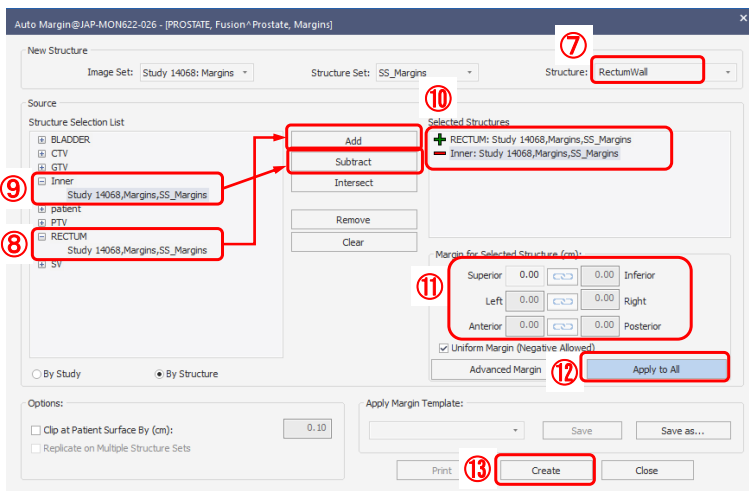 Auto Margin@JAP-MON622-026 - [PROSTATE, Fusion^Prostate, Margins]
×
New Structure
⑦
Image Set: Study 14068: Margins
Structure Set: SS_Margins
Structure: RectumWall
Source
⑩
Structure Selection List
Selected Structures
BLADDER
CTV
GTV
⑨
Inner
Study 14068,Margins,SS_Margins
patient
PTV
⑧
RECTUM
Study 14068,Margins,SS_Margins
SV
Add
Subtract
Intersect
Remove
Clear
RECTUM: Study 14068,Margins,SS_Margins
Inner: Study 14068,Margins,SS_Margins
Margin for Selected Structure (cm):
⑪
Superior 0.00 0.00 Inferior
Left 0.00 0.00 Right
Anterior 0.00 0.00 Posterior
Uniform Margin (Negative Allowed)
Advanced Margin ⑫ Apply to All
By Study By Structure
Options:
Clip at Patient Surface By (cm): 0.10
Replicate on Multiple Structure Sets
Apply Margin Template:
Save Save as...
Print ⑬ Create Close